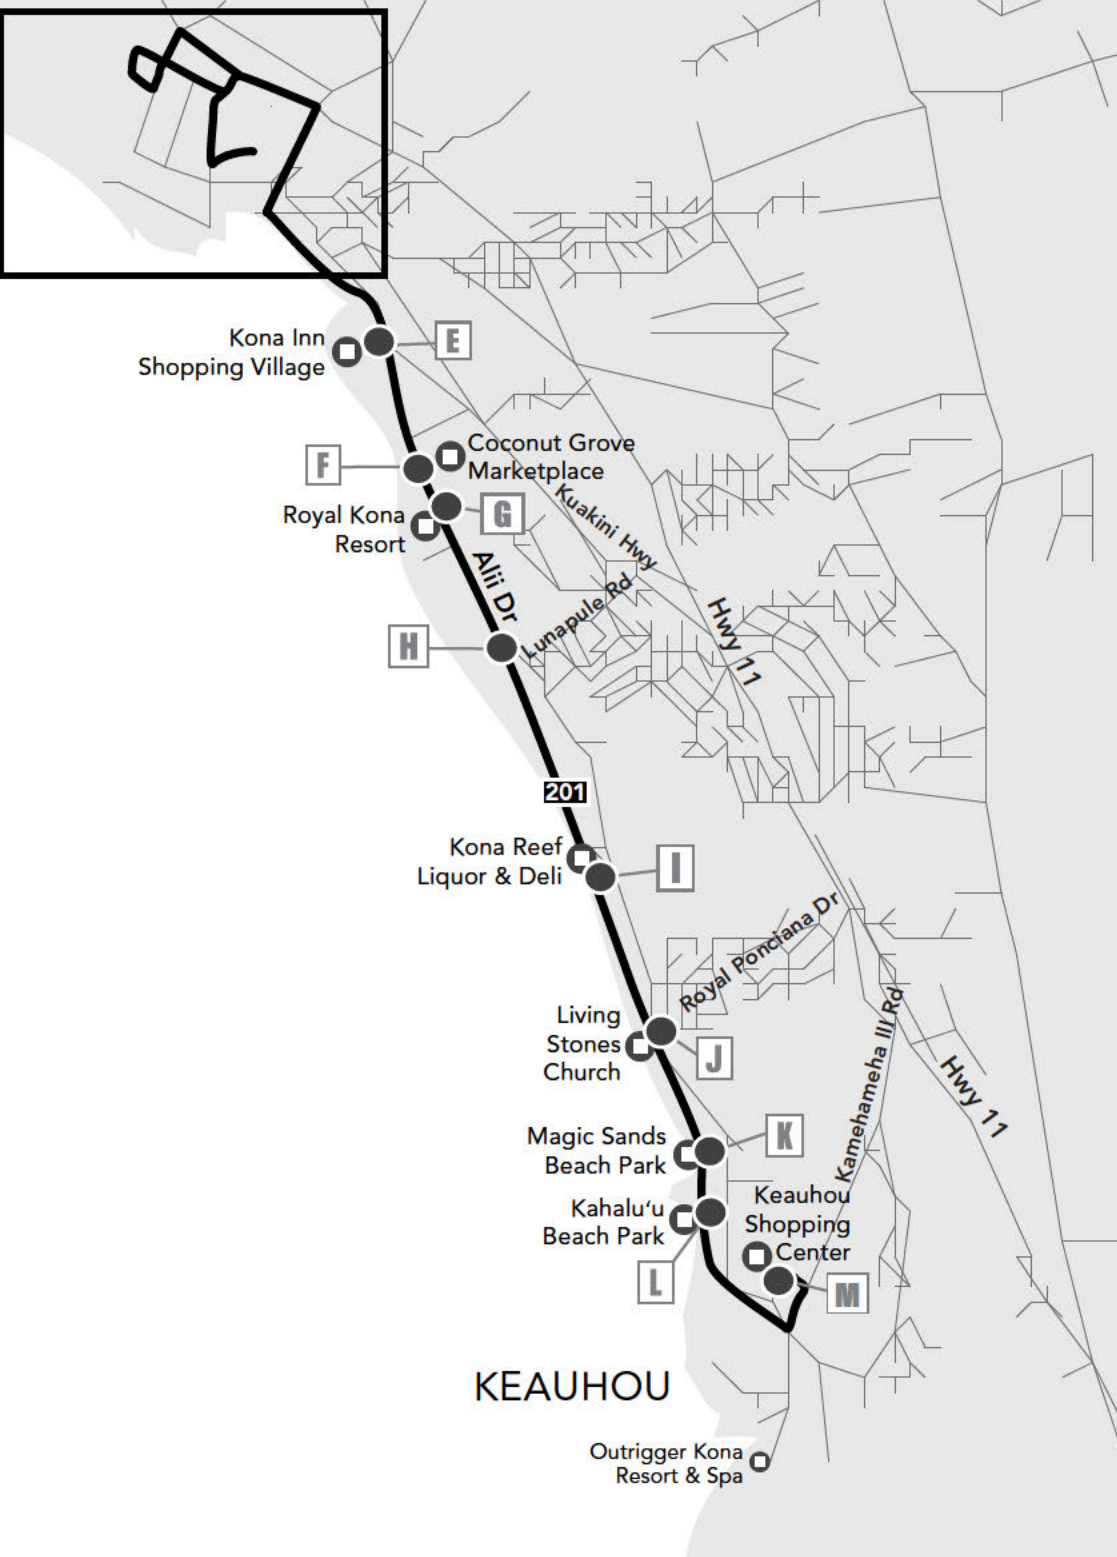 Kona Inn
Shopping Village
E
F
Coconut Grove
Marketplace
Royal Kona
Resort
G
Kuakini Hwy
Alii Dr
Lunapule Rd
Hwy 11
H
201
Kona Reef
Liquor & Deli
I
Royal Ponciana Dr
Living
Stones
Church
J
Kamehameha III Rd
Hwy 11
Magic Sands
Beach Park
K
Kahalu‘u
Beach Park
L
Keauhou
Shopping
Center
M
KEAUHOU
Outrigger Kona
Resort & Spa